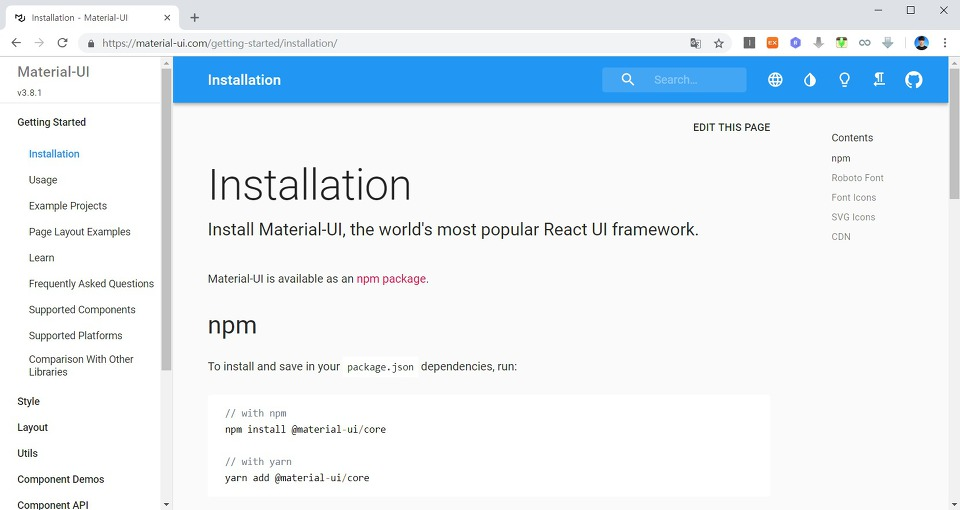 Installation - Material-UI
https://material-ui.com/getting-started/installation/
Material-UI
v3.8.1
Getting Started
Installation
Usage
Example Projects
Page Layout Examples
Learn
Frequently Asked Questions
Supported Components
Supported Platforms
Comparison With Other
Libraries
Style
Layout
Utils
Component Demos
Component API
Installation
Search...
EDIT THIS PAGE
Installation
Install Material-UI, the world's most popular React UI framework.
Material-UI is available as an npm package.
npm
To install and save in your package.json dependencies, run:
// with npm
npm install @material-ui/core
// with yarn
yarn add @material-ui/core
Contents
npm
Roboto Font
Font Icons
SVG Icons
CDN